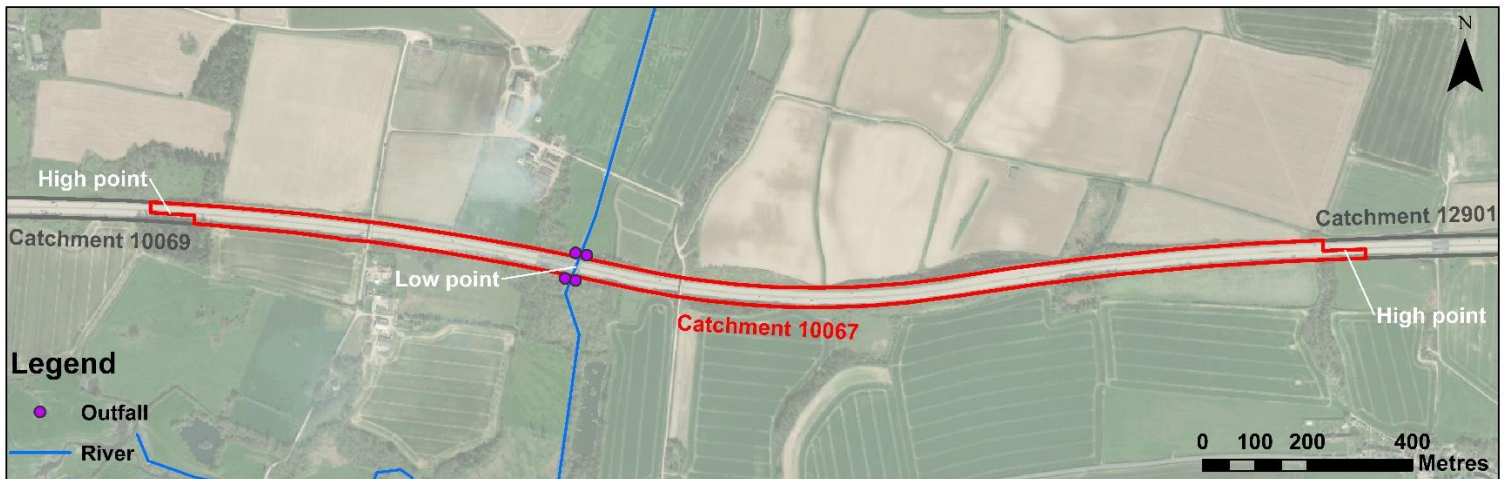 N
High point
Catchment 10069
Low point
Catchment 12901
High point
Catchment 10067
Legend
Outfall
River
0 100 200 400
Metres